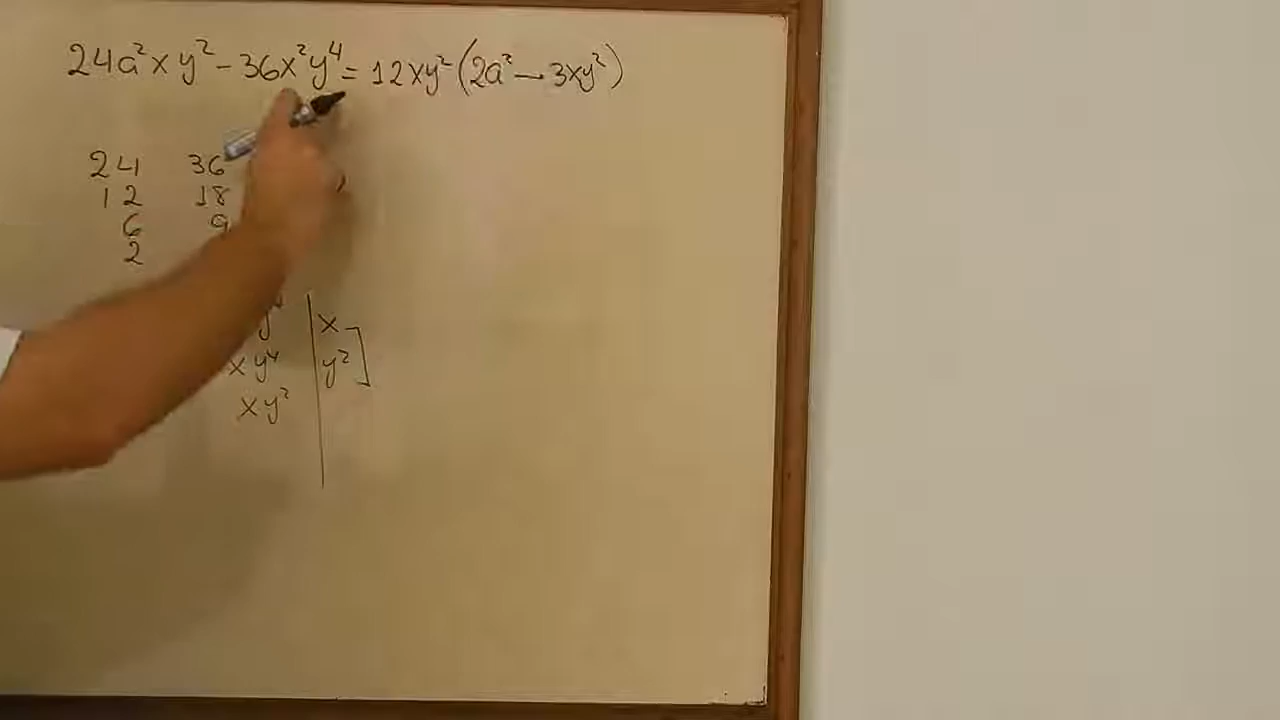 24a²xy² - 36x²y⁴ = 12xy²(2a² - 3xy²)
24 36
12 18
6 9
2
x
xy⁴ y²
xy²